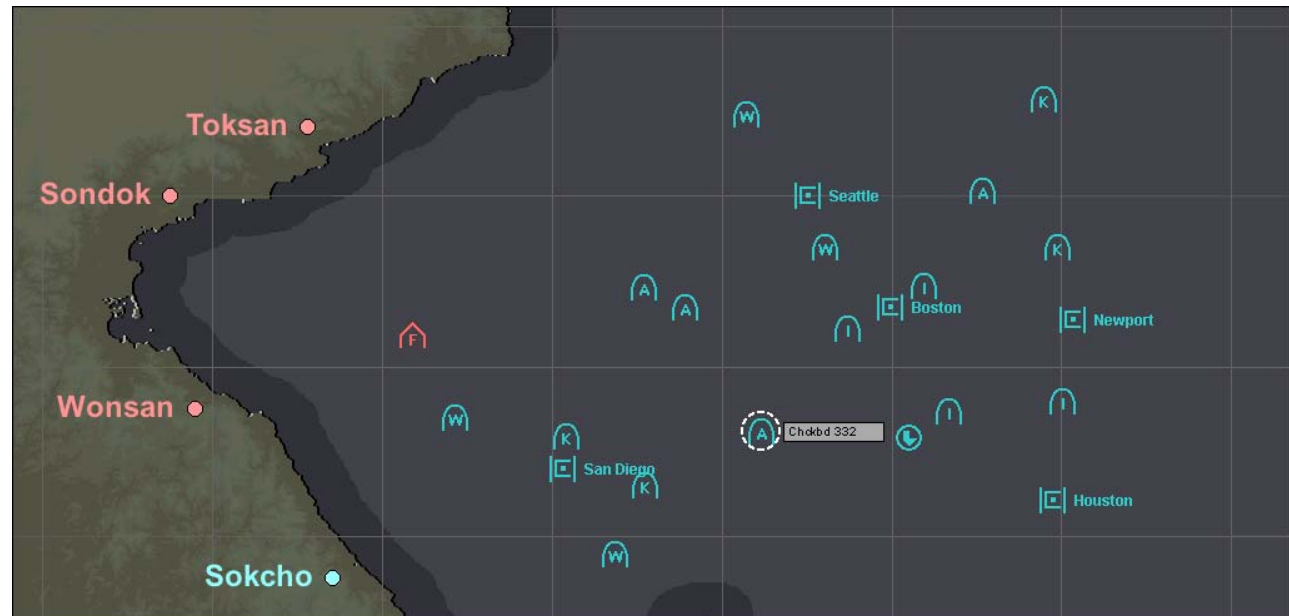 K
W
Toksan
A
Sondok
Seattle
W
K
I
A
A
Boston
Newport
I
F
I
Wonsan
W
A
Chckbd 332
I
K
San Diego
K
Houston
W
Sokcho